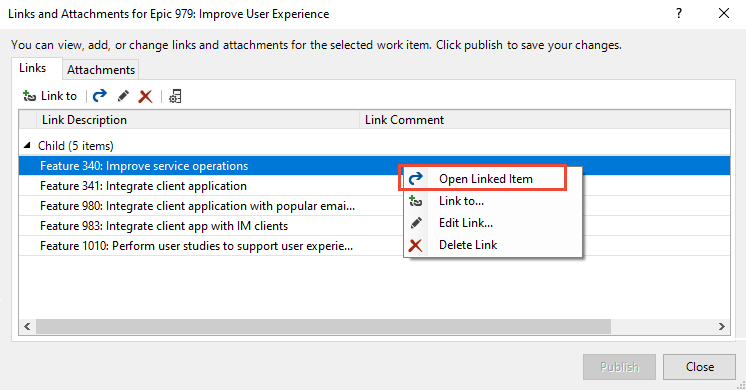 Links and Attachments for Epic 979: Improve User Experience
You can view, add, or change links and attachments for the selected work item. Click publish to save your changes.
Links Attachments
Link to
Link Description Link Comment
Child (5 items)
Feature 340: Improve service operations
Open Linked Item
Feature 341: Integrate client application
Link to...
Feature 980: Integrate client application with popular emai...
Edit Link...
Feature 983: Integrate client app with IM clients
Delete Link
Feature 1010: Perform user studies to support user experie...
Publish Close